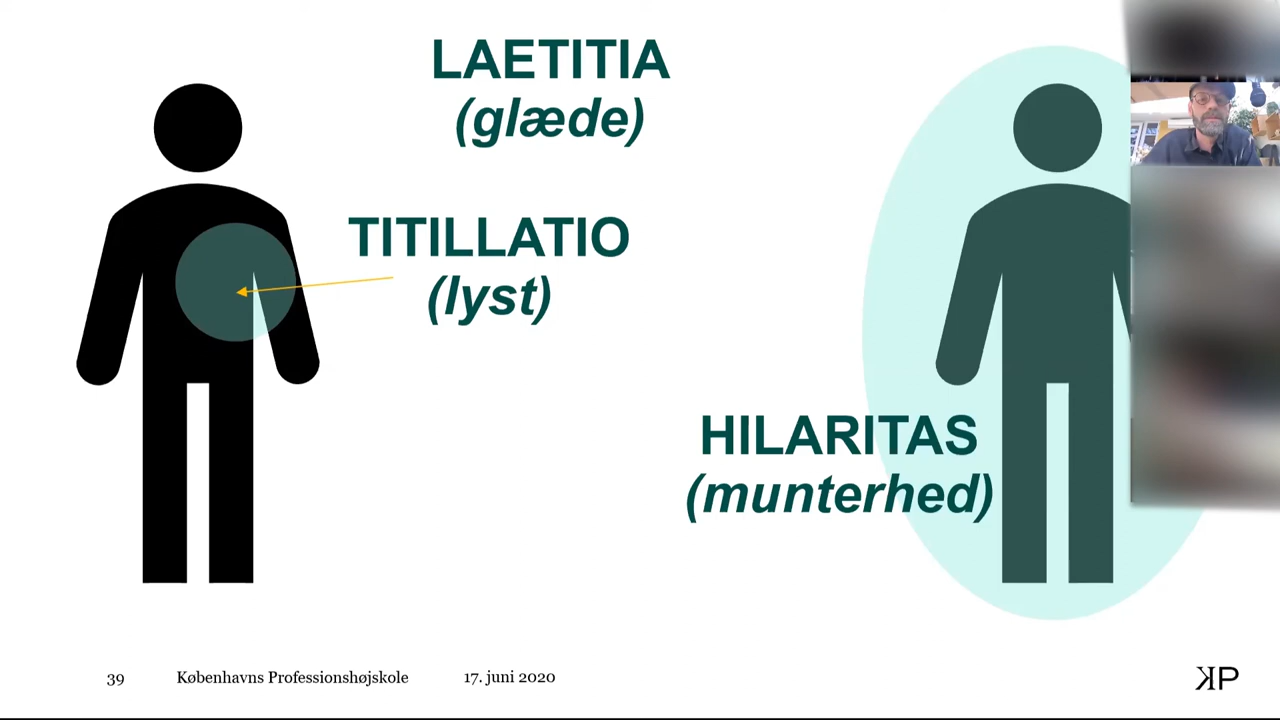 LAETITIA
(glæde)
TITILLATIO
(lyst)
HILARITAS
(munterhed)
39 Københavns Professionshøjskole 17. juni 2020
KP